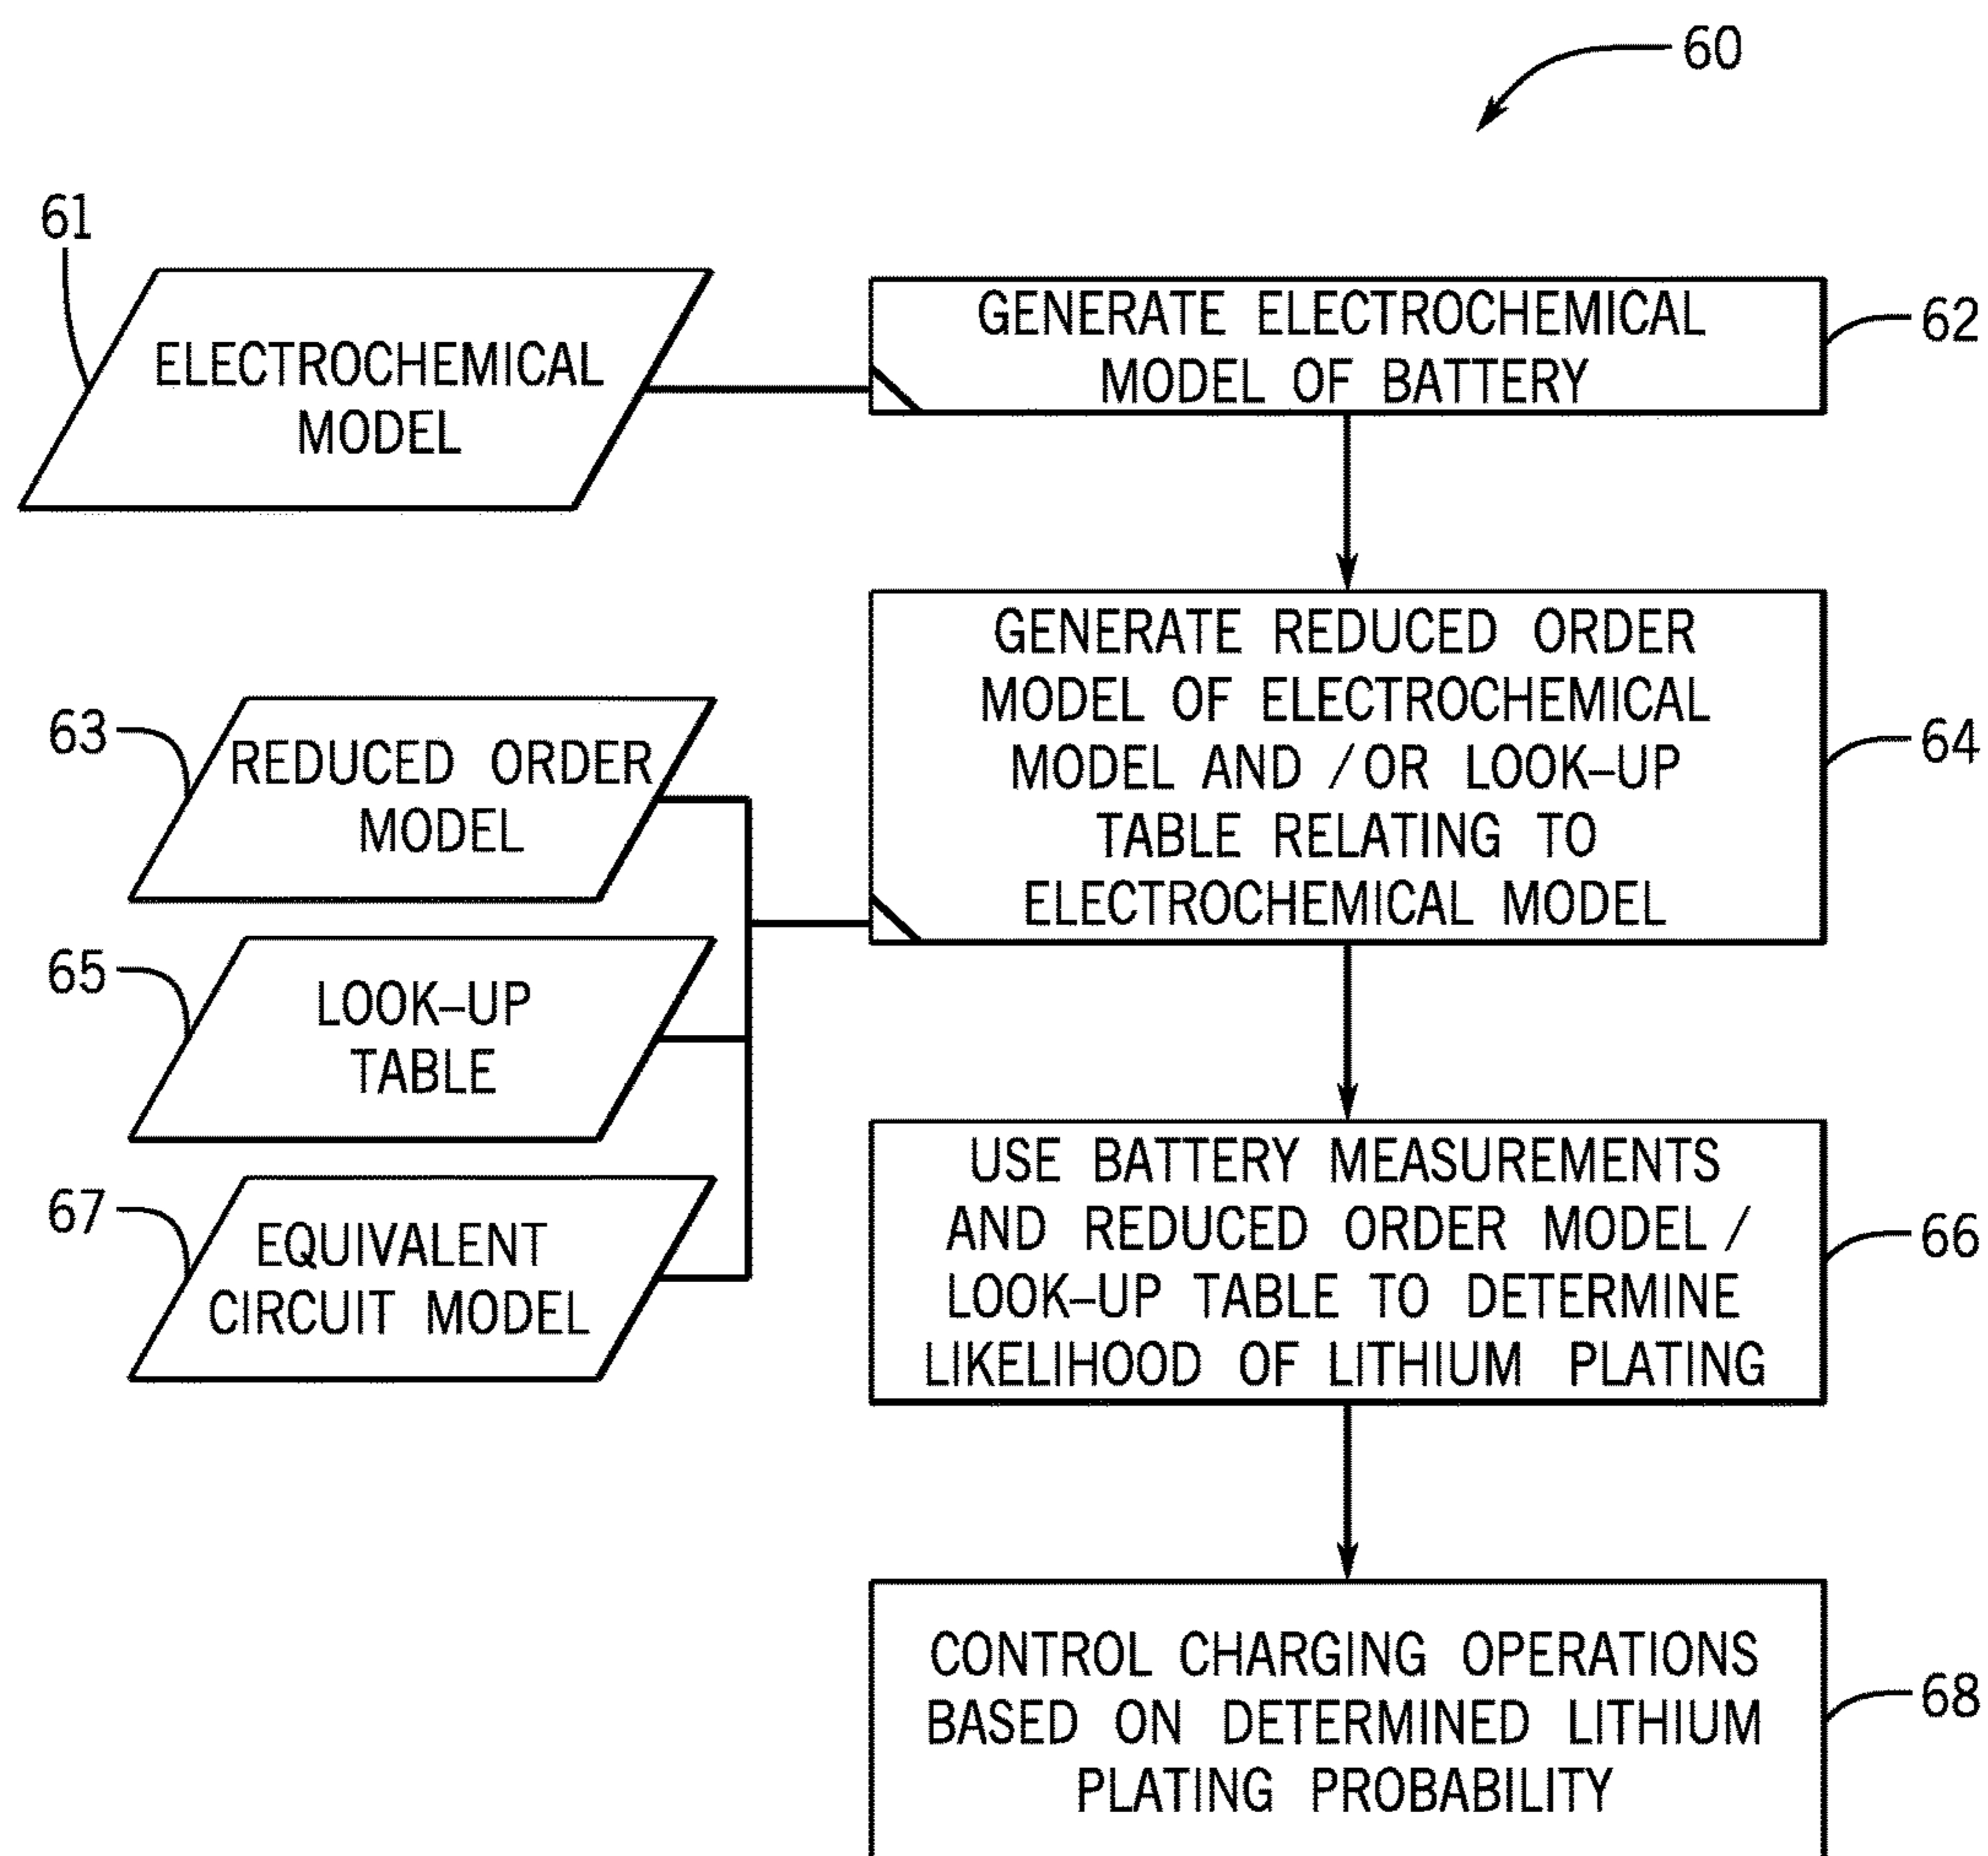 60
61
ELECTROCHEMICAL
MODEL
GENERATE ELECTROCHEMICAL
MODEL OF BATTERY
62
63
REDUCED ORDER
MODEL
GENERATE REDUCED ORDER
MODEL OF ELECTROCHEMICAL
MODEL AND /OR LOOK–UP
TABLE RELATING TO
ELECTROCHEMICAL MODEL
64
65
LOOK–UP
TABLE
67
EQUIVALENT
CIRCUIT MODEL
USE BATTERY MEASUREMENTS
AND REDUCED ORDER MODEL /
LOOK–UP TABLE TO DETERMINE
LIKELIHOOD OF LITHIUM PLATING
66
CONTROL CHARGING OPERATIONS
BASED ON DETERMINED LITHIUM
PLATING PROBABILITY
68